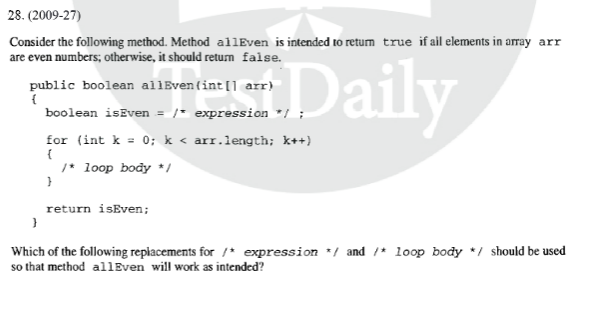 28. (2009-27)
Consider the following method. Method allEven is intended to return true if all elements in array arr
are even numbers; otherwise, it should return false.
public boolean allEven(int[] arr)
{
boolean isEven = /* expression */ ;
for (int k = 0; k < arr.length; k++)
{
/* loop body */
}
return isEven;
}
Which of the following replacements for /* expression */ and /* loop body */ should be used
so that method allEven will work as intended?
TestDaily